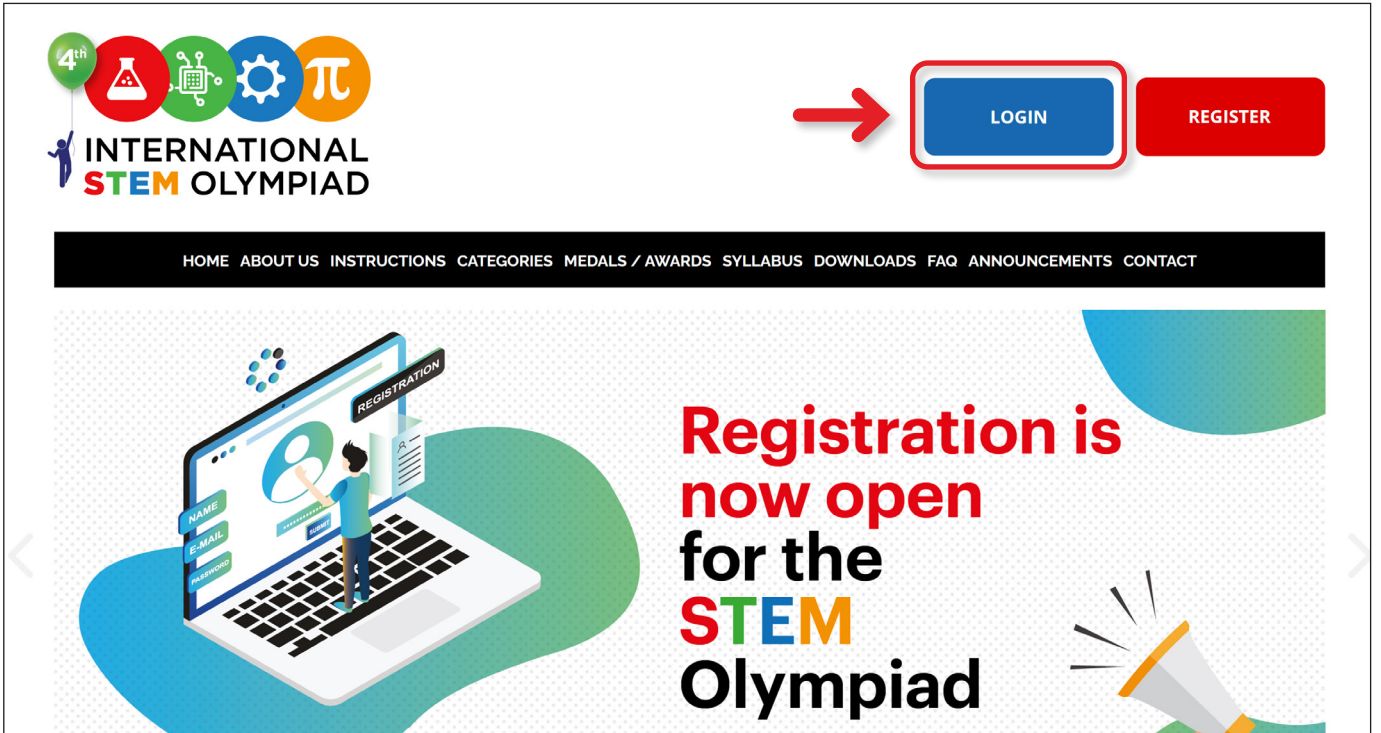 4th
π
INTERNATIONAL
STEM OLYMPIAD
LOGIN
REGISTER
HOME ABOUT US INSTRUCTIONS CATEGORIES MEDALS / AWARDS SYLLABUS DOWNLOADS FAQ ANNOUNCEMENTS CONTACT
REGISTRATION
NAME
E-MAIL
PASSWORD
SUBMIT
Registration is
now open
for the
STEM
Olympiad